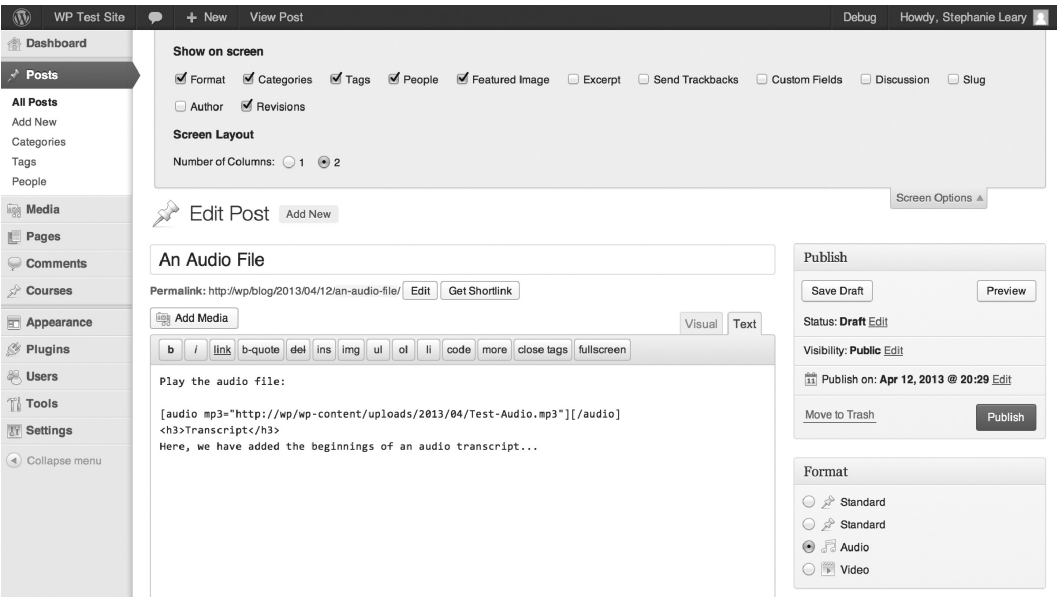 WP Test Site + New View Post Debug Howdy, Stephanie Leary
Dashboard
Posts
All Posts
Add New
Categories
Tags
People
Media
Pages
Comments
Courses
Appearance
Plugins
Users
Tools
Settings
Collapse menu
Show on screen
Format Categories Tags People Featured Image Excerpt Send Trackbacks Custom Fields Discussion Slug
Author Revisions
Screen Layout
Number of Columns: 1 2
Screen Options
Edit Post Add New
An Audio File
Permalink: http://wp/blog/2013/04/12/an-audio-file/ Edit Get Shortlink
Add Media
Visual Text
b i link b-quote del ins img ul ol li code more close tags fullscreen
Play the audio file:
[audio mp3="http://wp/wp-content/uploads/2013/04/Test-Audio.mp3"][/audio]
<h3>Transcript</h3>
Here, we have added the beginnings of an audio transcript...
Publish
Save Draft Preview
Status: Draft Edit
Visibility: Public Edit
11 Publish on: Apr 12, 2013 @ 20:29 Edit
Move to Trash Publish
Format
Standard
Standard
Audio
Video